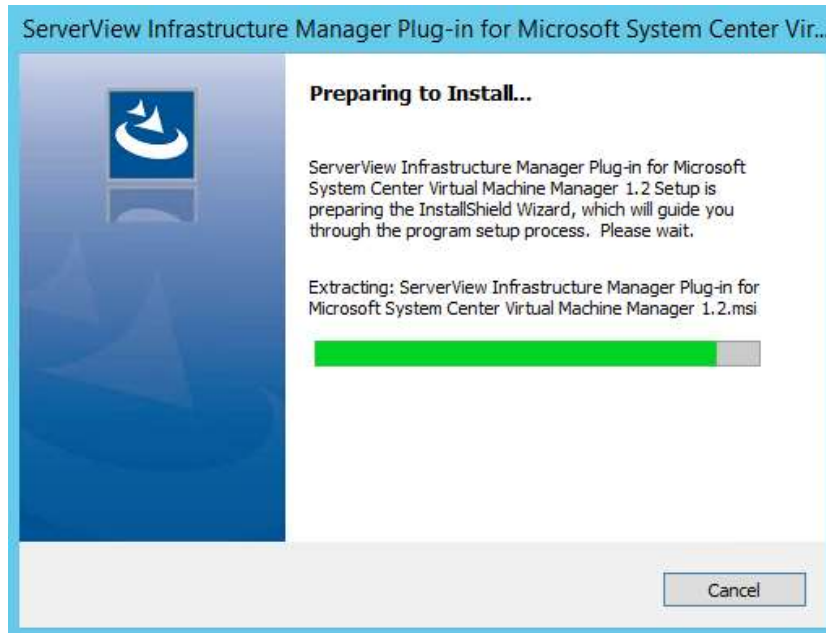 ServerView Infrastructure Manager Plug-in for Microsoft System Center Vir...
Preparing to Install...
ServerView Infrastructure Manager Plug-in for Microsoft
System Center Virtual Machine Manager 1.2 Setup is
preparing the InstallShield Wizard, which will guide you
through the program setup process.  Please wait.
Extracting: ServerView Infrastructure Manager Plug-in for
Microsoft System Center Virtual Machine Manager 1.2.msi
Cancel